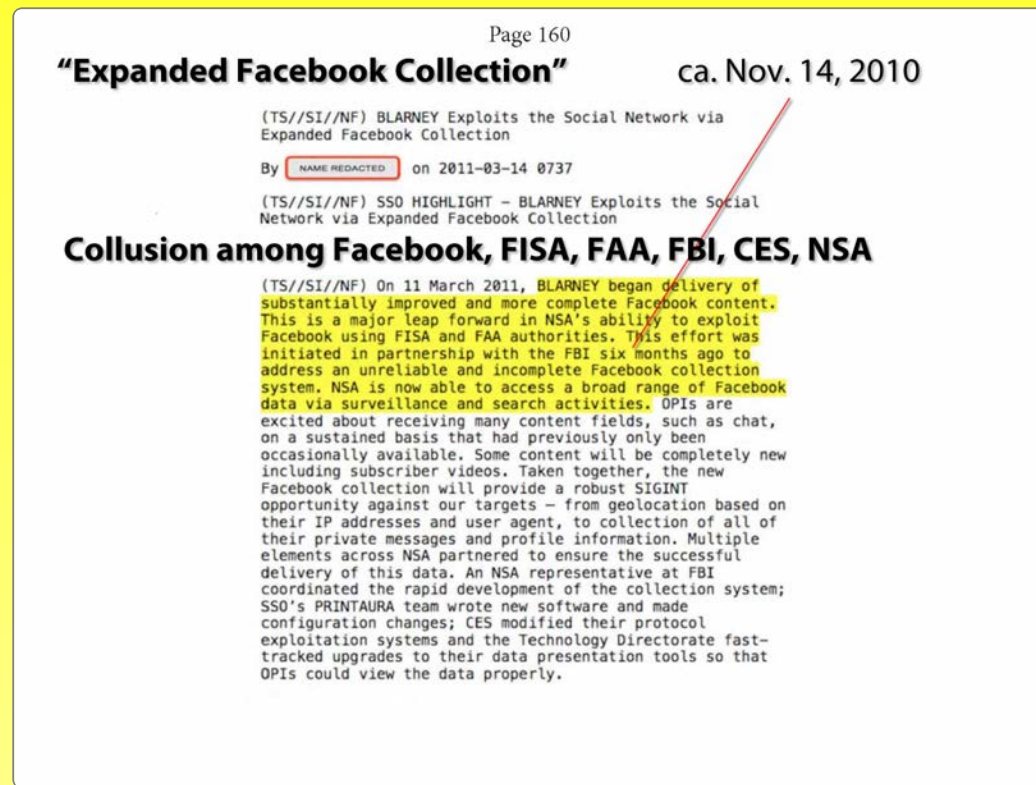 Page 160
“Expanded Facebook Collection” ca. Nov. 14, 2010
(TS//SI//NF) BLARNEY Exploits the Social Network via
Expanded Facebook Collection
By NAME REDACTED on 2011-03-14 0737
(TS//SI//NF) SSO HIGHLIGHT – BLARNEY Exploits the Social
Network via Expanded Facebook Collection
Collusion among Facebook, FISA, FAA, FBI, CES, NSA
(TS//SI//NF) On 11 March 2011, BLARNEY began delivery of
substantially improved and more complete Facebook content.
This is a major leap forward in NSA's ability to exploit
Facebook using FISA and FAA authorities. This effort was
initiated in partnership with the FBI six months ago to
address an unreliable and incomplete Facebook collection
system. NSA is now able to access a broad range of Facebook
data via surveillance and search activities. OPIs are
excited about receiving many content fields, such as chat,
on a sustained basis that had previously only been
occasionally available. Some content will be completely new
including subscriber videos. Taken together, the new
Facebook collection will provide a robust SIGINT
opportunity against our targets – from geolocation based on
their IP addresses and user agent, to collection of all of
their private messages and profile information. Multiple
elements across NSA partnered to ensure the successful
delivery of this data. An NSA representative at FBI
coordinated the rapid development of the collection system;
SSO's PRINTAURA team wrote new software and made
configuration changes; CES modified their protocol
exploitation systems and the Technology Directorate fast-
tracked upgrades to their data presentation tools so that
OPIs could view the data properly.